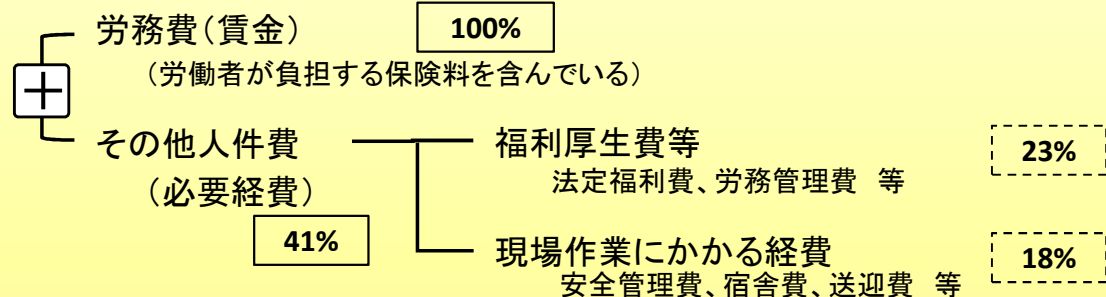 労務費(賃金) 100%
(労働者が負担する保険料を含んでいる)
+
その他人件費 福利厚生費等 23%
(必要経費) 法定福利費、労務管理費 等
41%
現場作業にかかる経費 18%
安全管理費、宿舎費、送迎費 等